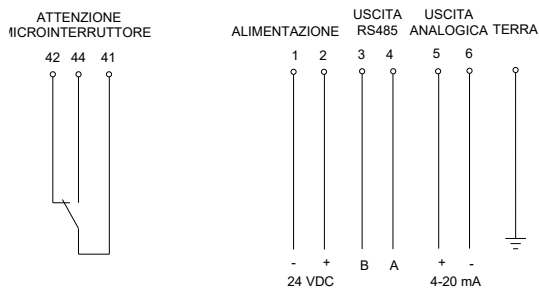 ATTENZIONE
MICROINTERRUTTORE
42 44 41
ALIMENTAZIONE
USCITA
RS485
USCITA
ANALOGICA
TERRA
1 2 3 4 5 6
- + B A + -
24 VDC
4-20 mA